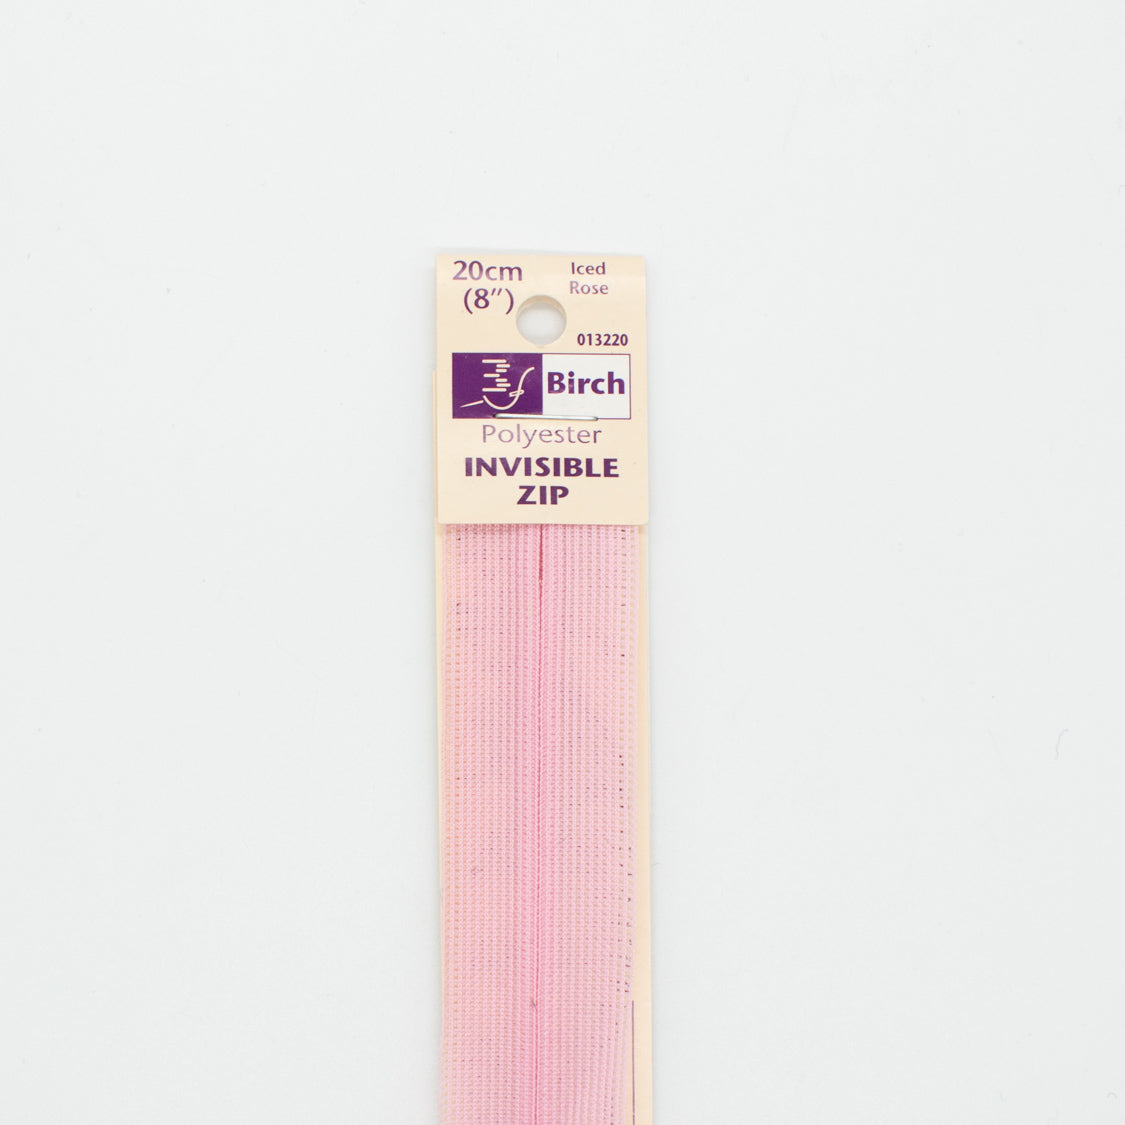 20cm
(8")
Iced
Rose
013220
Birch
Polyester
INVISIBLE
ZIP